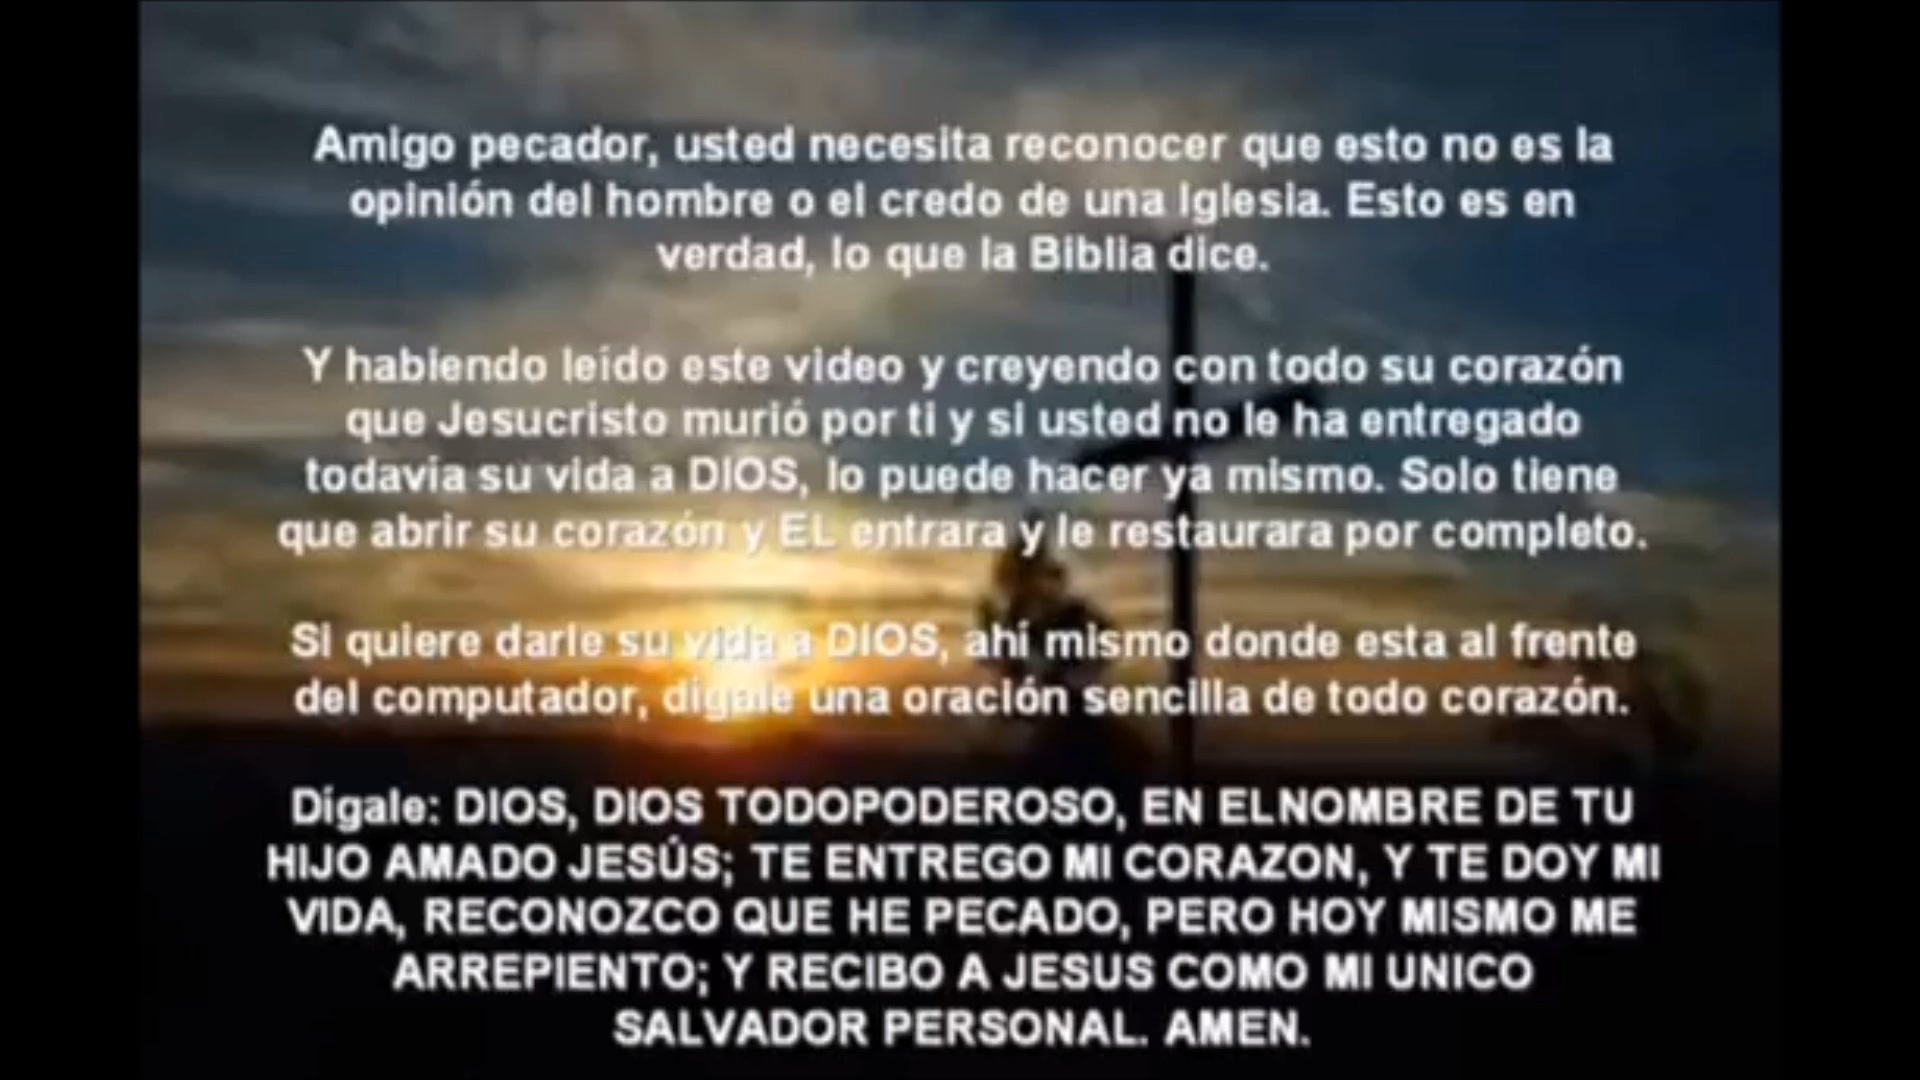 Amigo pecador, usted necesita reconocer que esto no es la
opinión del hombre o el credo de una Iglesia. Esto es en
verdad, lo que la Biblia dice.
Y habiendo leído este video y creyendo con todo su corazón
que Jesucristo murió por ti y si usted no le ha entregado
todavía su vida a DIOS, lo puede hacer ya mismo. Solo tiene
que abrir su corazón y EL entrara y le restaurara por completo.
Si quiere darle su vida a DIOS, ahí mismo donde esta al frente
del computador, dígale una oración sencilla de todo corazón.
Dígale: DIOS, DIOS TODOPODEROSO, EN ELNOMBRE DE TU
HIJO AMADO JESÚS; TE ENTREGO MI CORAZON, Y TE DOY MI
VIDA, RECONOZCO QUE HE PECADO, PERO HOY MISMO ME
ARREPIENTO; Y RECIBO A JESUS COMO MI UNICO
SALVADOR PERSONAL. AMEN.